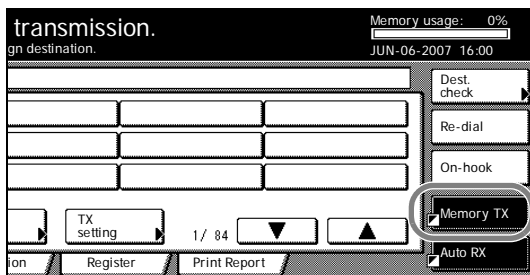 transmission.
Memory usage: 0%
gn destination.
JUN-06-2007 16:00
Dest.
check
Re-dial
On-hook
Memory TX
TX
setting
1/ 84
Auto RX
ion
Register
Print Report